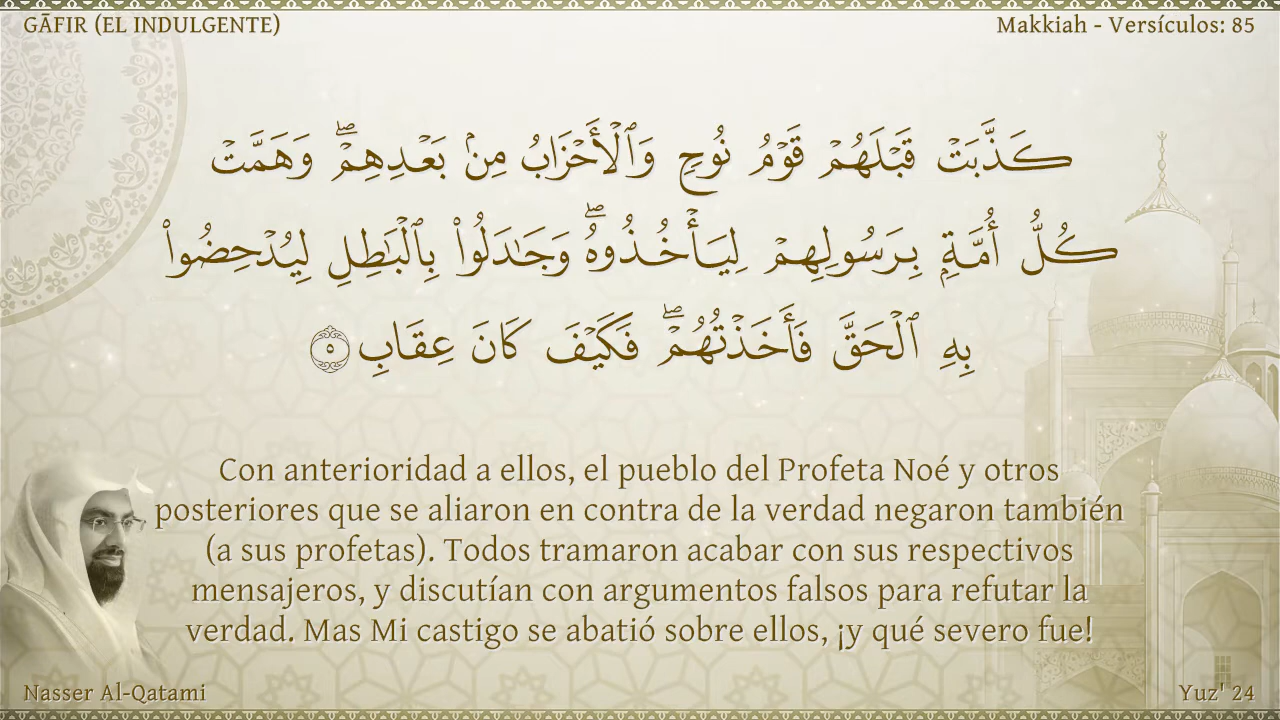 GĀFIR (EL INDULGENTE)
Makkiah - Versículos: 85
كَذَّبَتْ قَبْلَهُمْ قَوْمُ نُوحٍ وَٱلْأَحْزَابُ مِنۢ بَعْدِهِمْ ۖ وَهَمَّتْ
كُلُّ أُمَّةٍۭ بِرَسُولِهِمْ لِيَأْخُذُوهُ ۖ وَجَـٰدَلُوا۟ بِٱلْبَـٰطِلِ لِيُدْحِضُوا۟
بِهِ ٱلْحَقَّ فَأَخَذْتُهُمْ ۖ فَكَيْفَ كَانَ عِقَابِ ٥
Con anterioridad a ellos, el pueblo del Profeta Noé y otros
posteriores que se aliaron en contra de la verdad negaron también
(a sus profetas). Todos tramaron acabar con sus respectivos
mensajeros, y discutían con argumentos falsos para refutar la
verdad. Mas Mi castigo se abatió sobre ellos, ¡y qué severo fue!
Nasser Al-Qatami
Yuz' 24